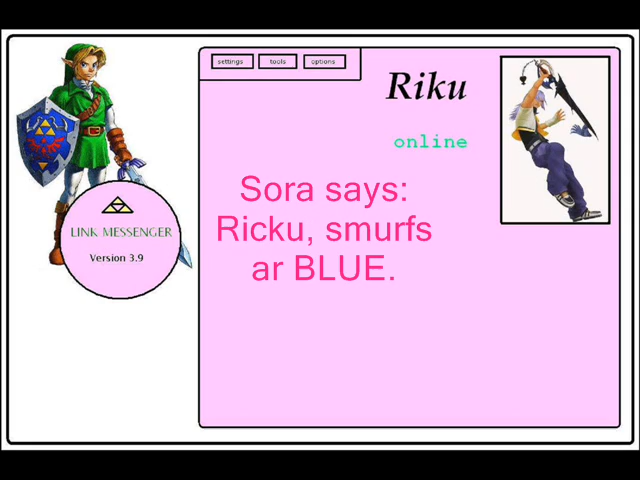 settings tools options
Riku
online
Sora says:
Ricku, smurfs
ar BLUE.
LINK MESSENGER
Version 3.9